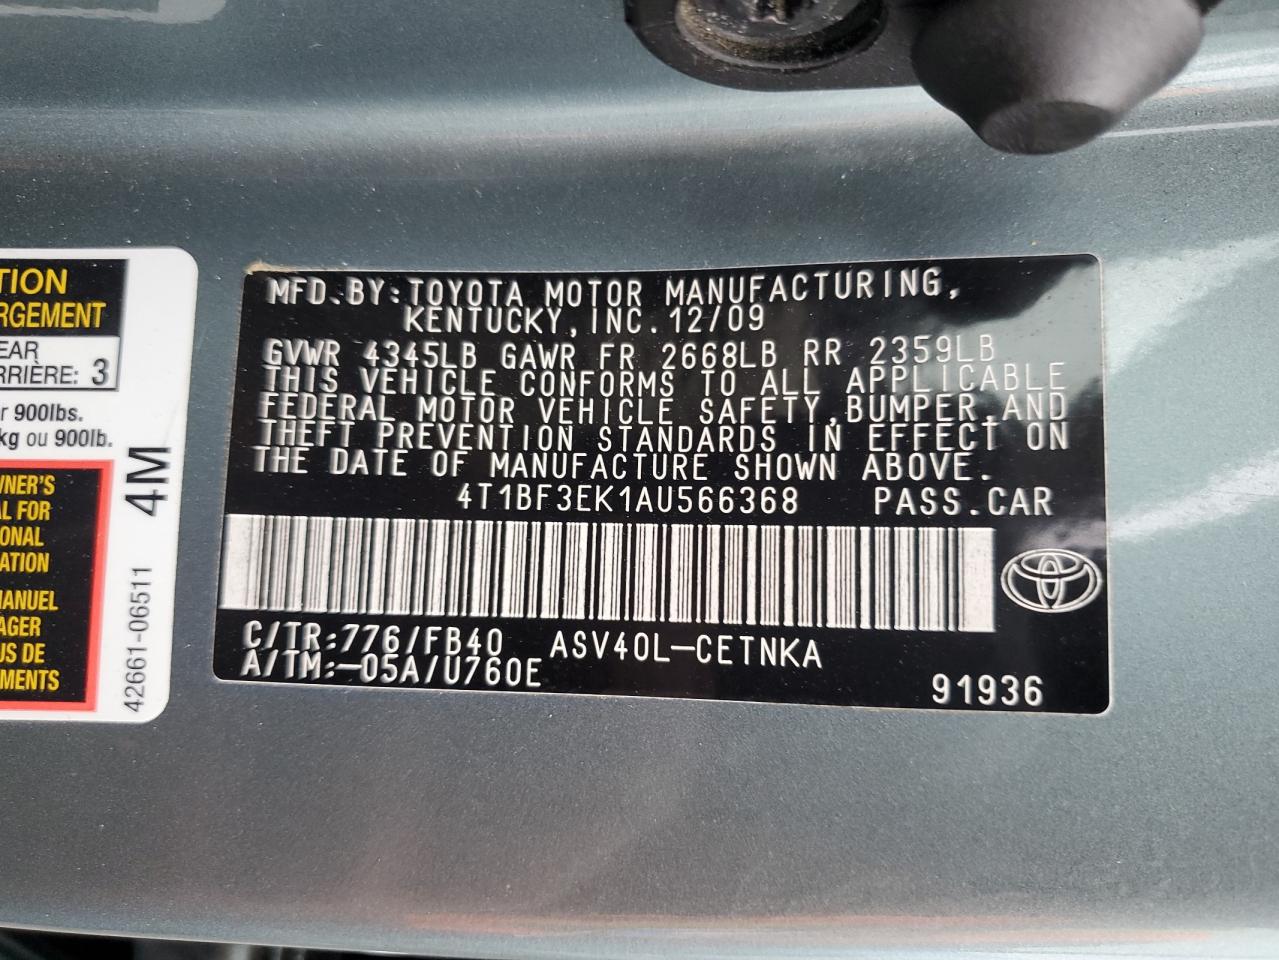 TION
RGEMENT
EAR
RRIÈRE: 3
r 900lbs.
kg ou 900lb.
WNER'S
L FOR
ONAL
ATION
MANUEL
AGER
US DE
MENTS
4M
42661-06511
MFD.BY:TOYOTA MOTOR MANUFACTURING,
KENTUCKY,INC.12/09
GVWR 4345LB GAWR FR 2668LB RR 2359LB
THIS VEHICLE CONFORMS TO ALL APPLICABLE
FEDERAL MOTOR VEHICLE SAFETY,BUMPER,AND
THEFT PREVENTION STANDARDS IN EFFECT ON
THE DATE OF MANUFACTURE SHOWN ABOVE.
4T1BF3EK1AU566368 PASS.CAR
C/TR:776/FB40 ASV40L-CETNKA
A/TM:-05A/U760E
91936